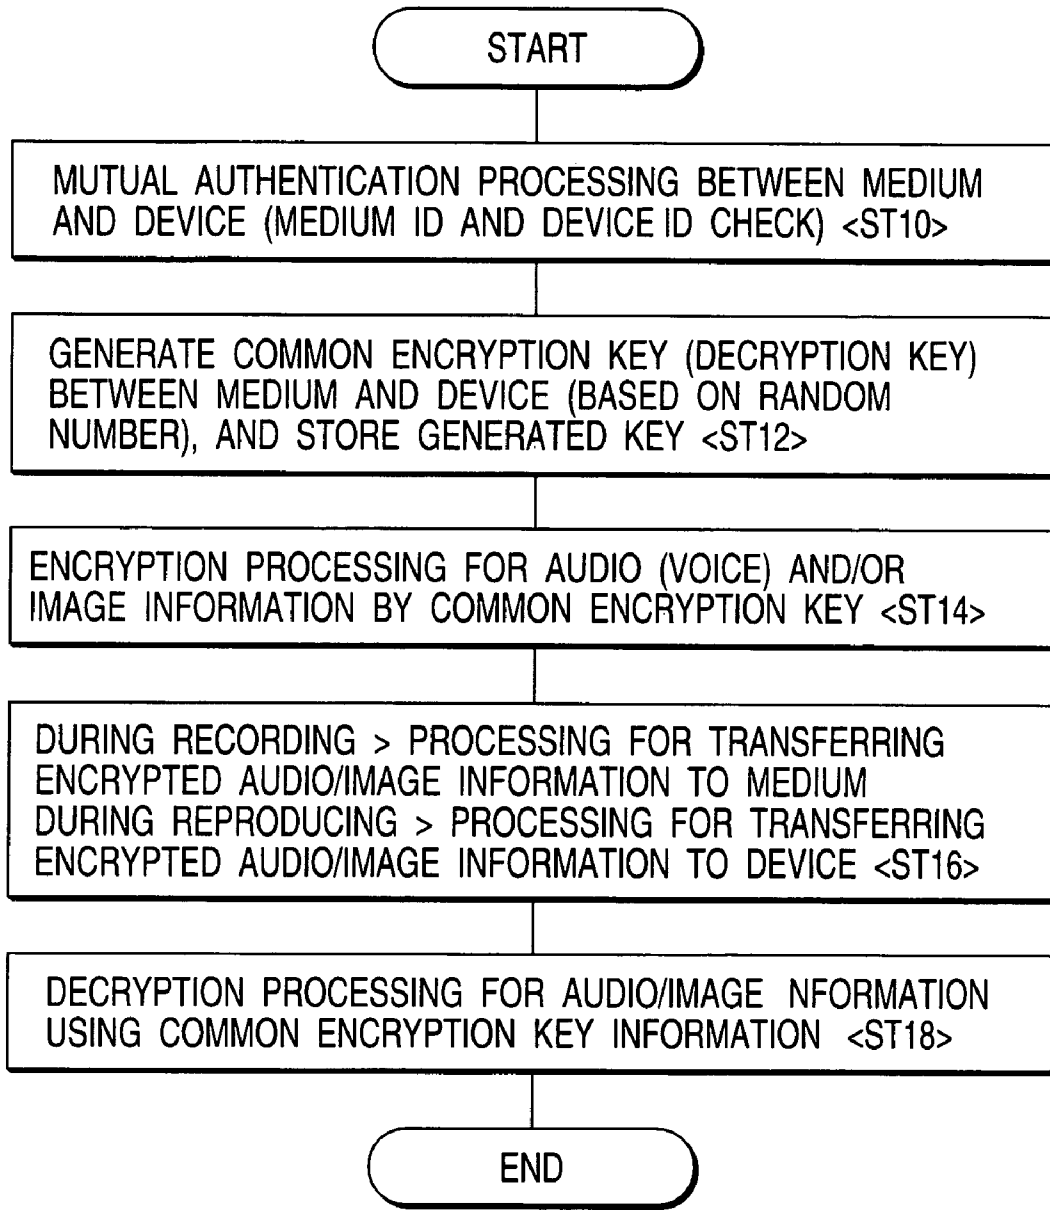 START
MUTUAL AUTHENTICATION PROCESSING BETWEEN MEDIUM
AND DEVICE (MEDIUM ID AND DEVICE ID CHECK) <ST10>
GENERATE COMMON ENCRYPTION KEY (DECRYPTION KEY)
BETWEEN MEDIUM AND DEVICE (BASED ON RANDOM
NUMBER), AND STORE GENERATED KEY <ST12>
ENCRYPTION PROCESSING FOR AUDIO (VOICE) AND/OR
IMAGE INFORMATION BY COMMON ENCRYPTION KEY <ST14>
DURING RECORDING > PROCESSING FOR TRANSFERRING
ENCRYPTED AUDIO/IMAGE INFORMATION TO MEDIUM
DURING REPRODUCING > PROCESSING FOR TRANSFERRING
ENCRYPTED AUDIO/IMAGE INFORMATION TO DEVICE <ST16>
DECRYPTION PROCESSING FOR AUDIO/IMAGE NFORMATION
USING COMMON ENCRYPTION KEY INFORMATION <ST18>
END